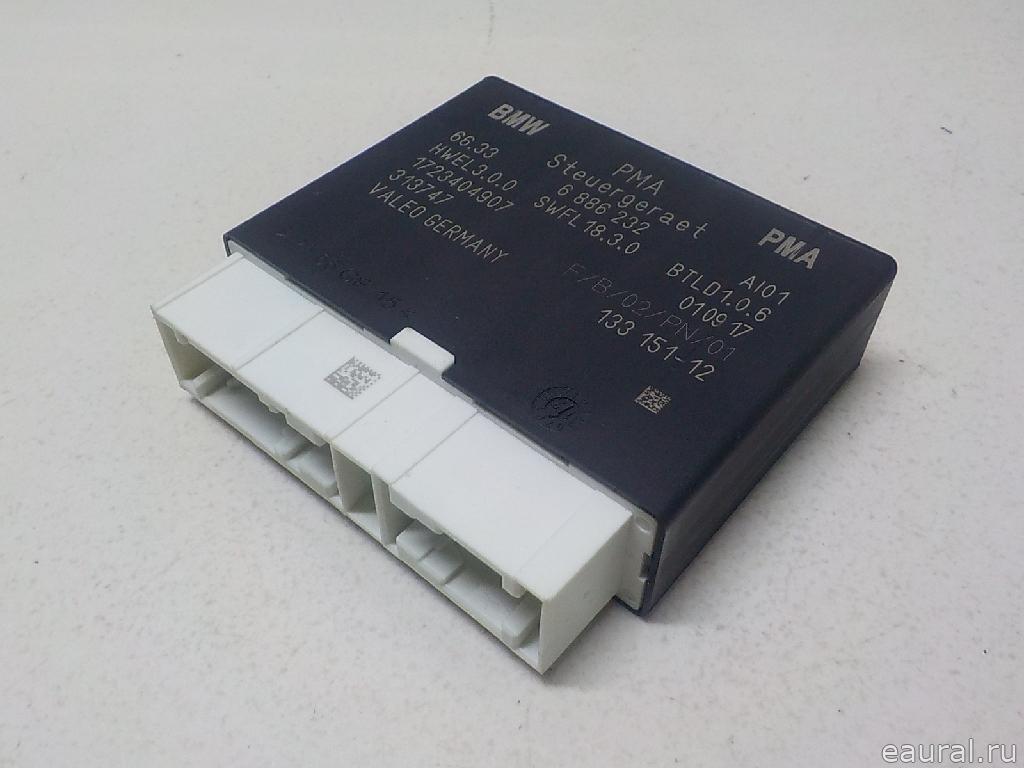 BMW
PMA
Steuergeraet
PMA
66.33
6 886 232
AI01
HWEL3.0.0
SWFL18.3.0
BTLD1.0.6
1723404907
010917
313747
F/B/02/PN/01
VALEO GERMANY
133 151-12
eaural.ru